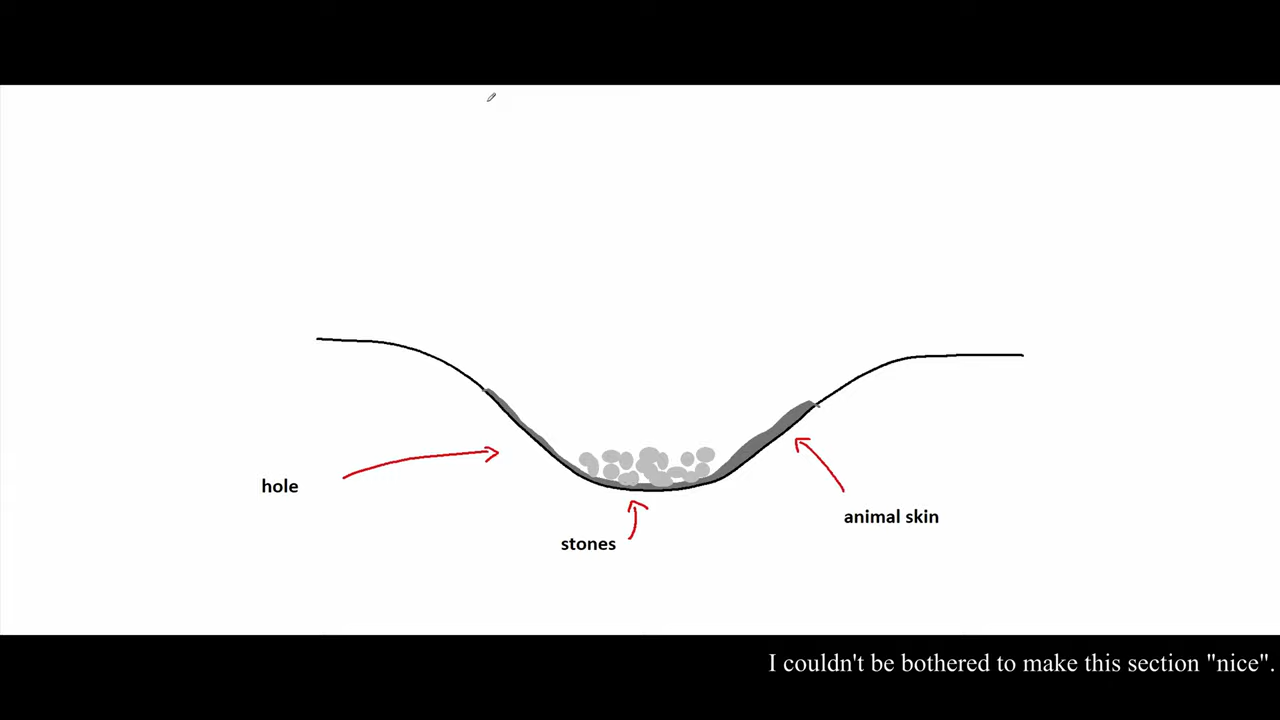 hole
stones
animal skin
I couldn't be bothered to make this section "nice".